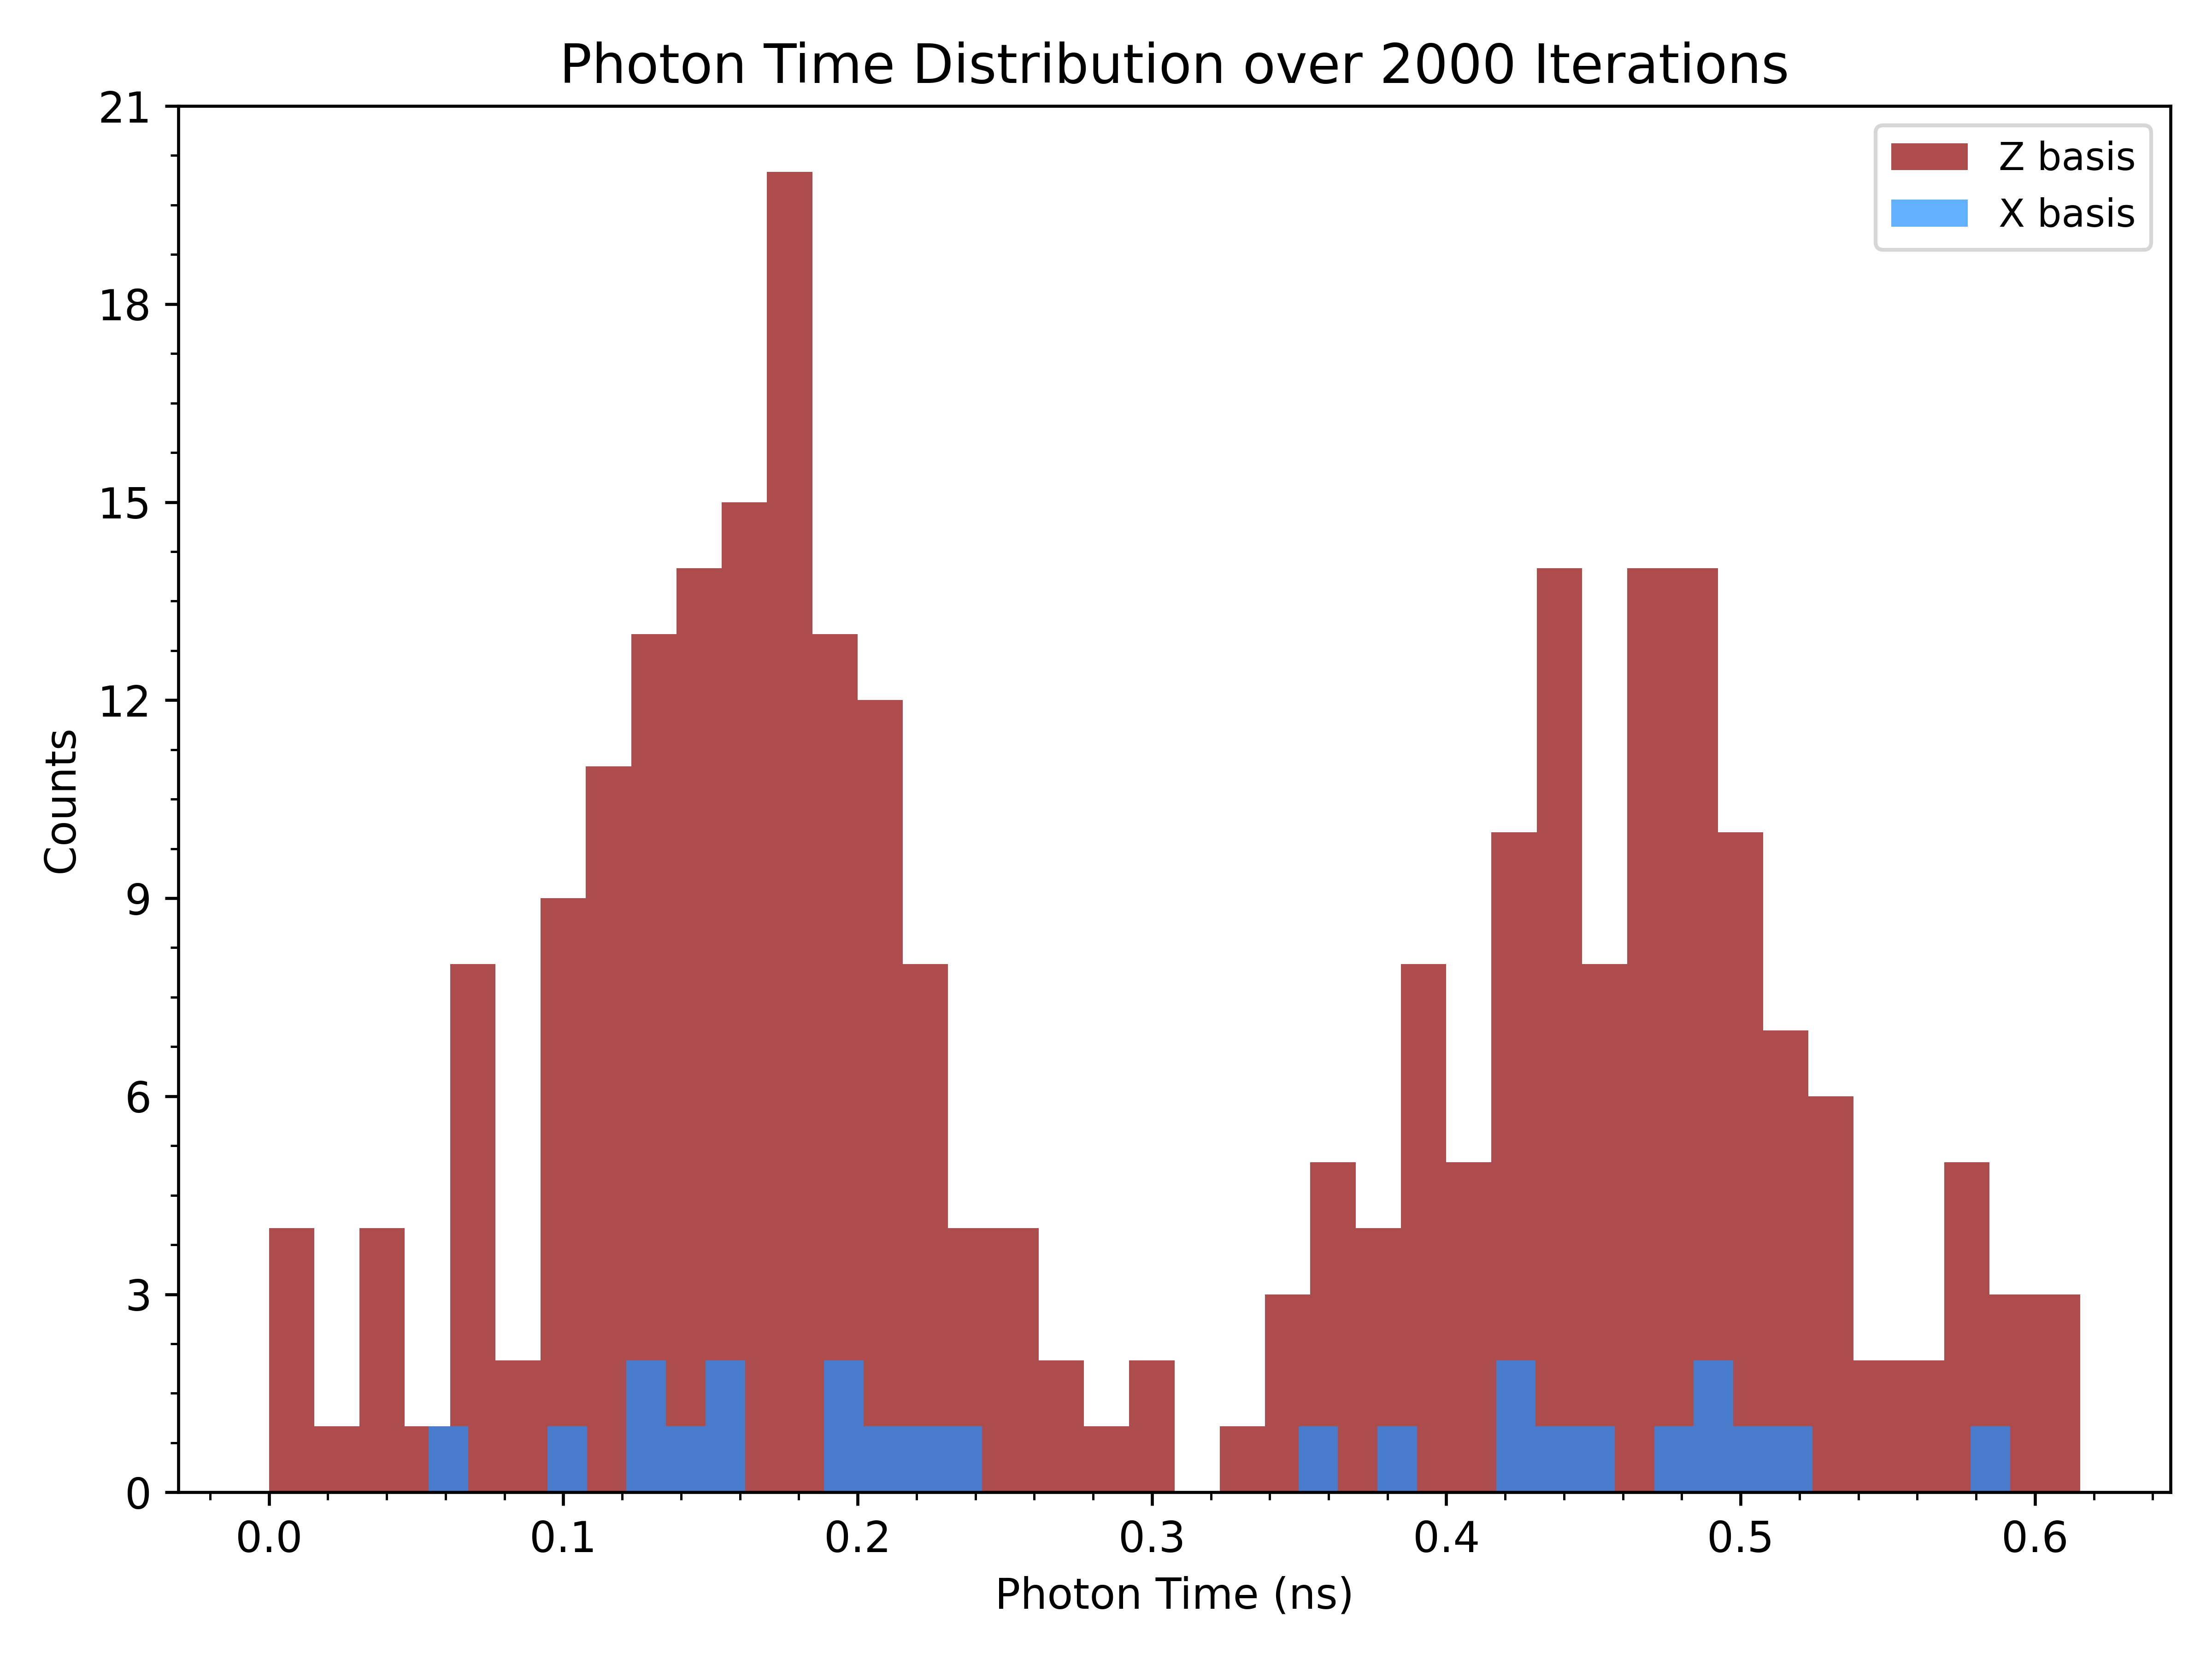 Photon Time Distribution over 2000 Iterations
Z basis
X basis
21
18
15
12
9
6
3
0
Counts
0.0 0.1 0.2 0.3 0.4 0.5 0.6
Photon Time (ns)